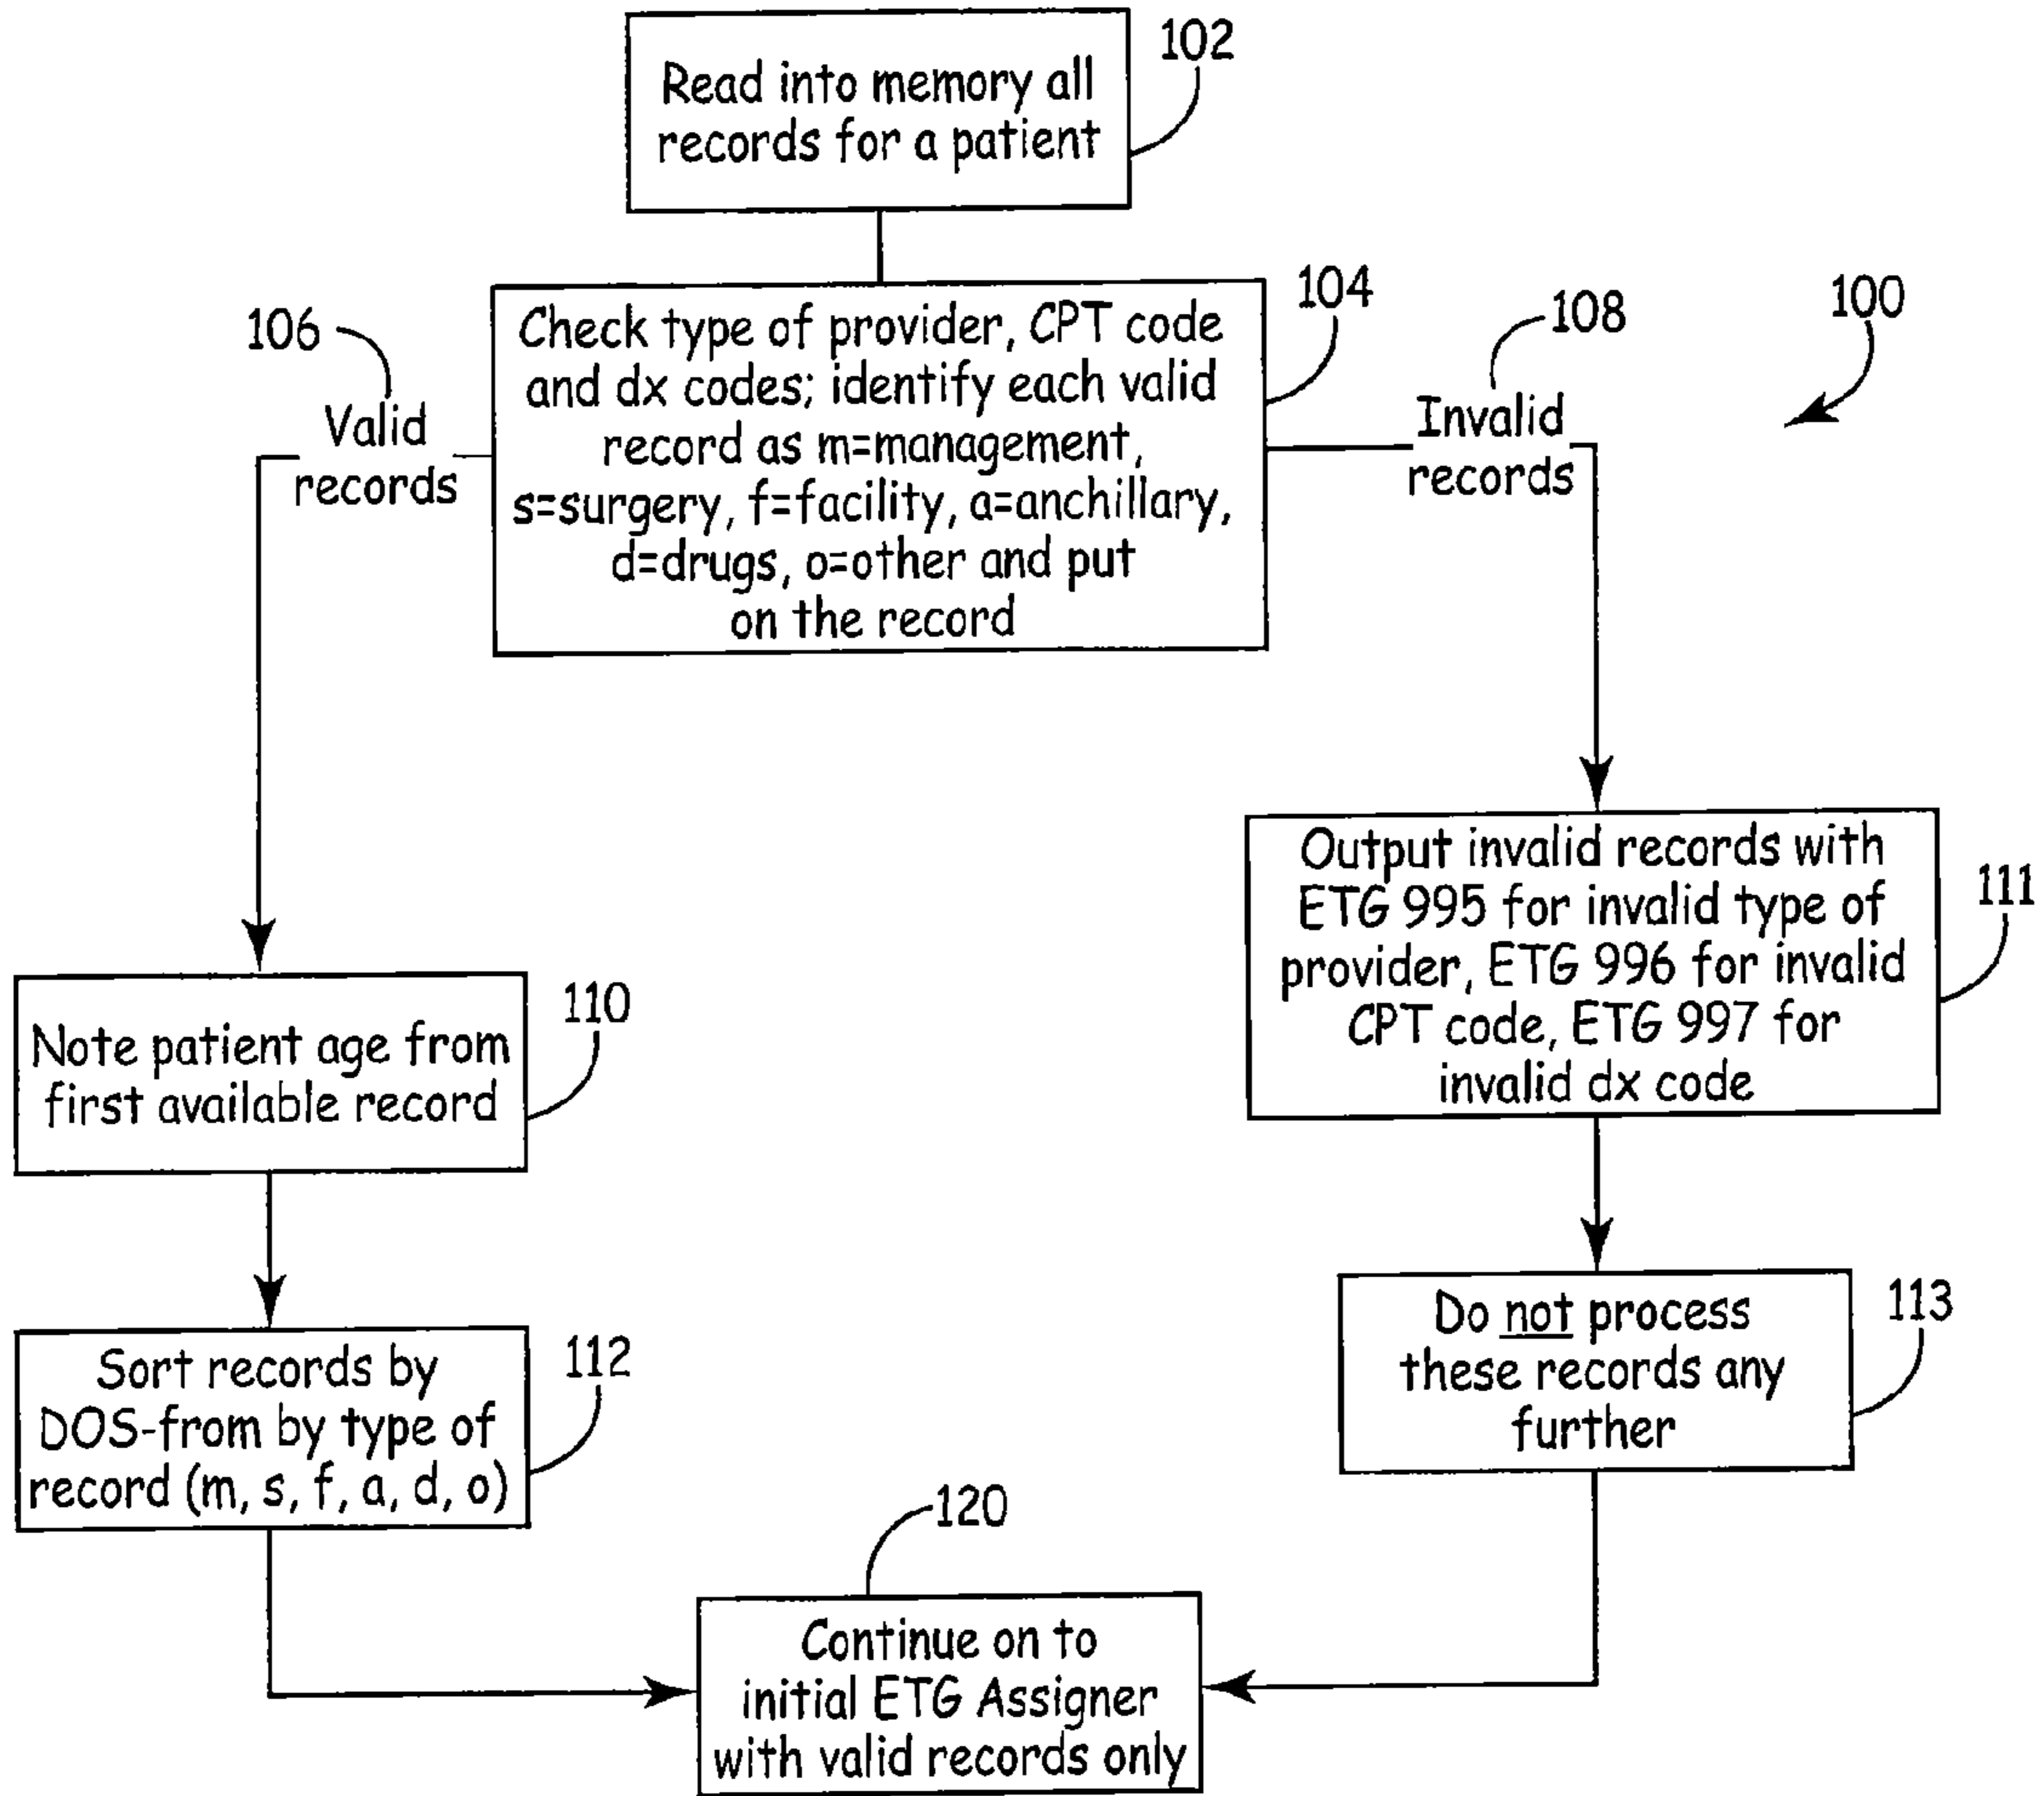 102
Read into memory all
records for a patient
104
Check type of provider, CPT code
and dx codes; identify each valid
record as m=management,
s=surgery, f=facility, a=anchillary,
d=drugs, o=other and put
on the record
106
Valid
records
108
Invalid
records
100
Output invalid records with
ETG 995 for invalid type of
provider, ETG 996 for invalid
CPT code, ETG 997 for
invalid dx code
111
Note patient age from
first available record
110
Do not process
these records any
further
113
Sort records by
DOS-from by type of
record (m, s, f, a, d, o)
112
120
Continue on to
initial ETG Assigner
with valid records only